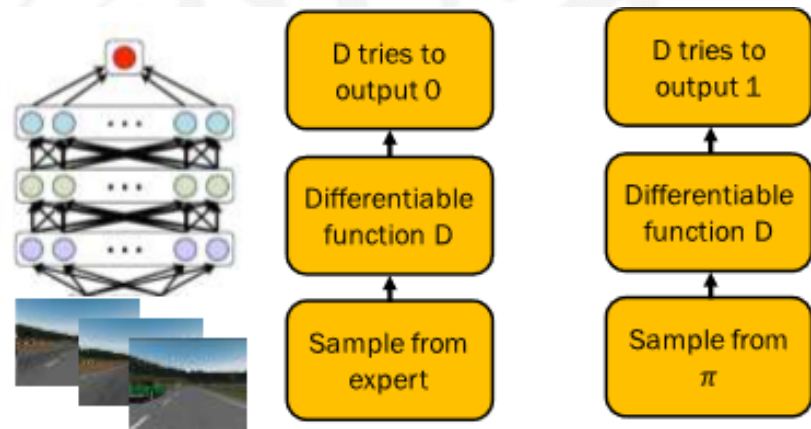 D tries to
output 0
D tries to
output 1
Differentiable
function D
Differentiable
function D
Sample from
expert
Sample from
π